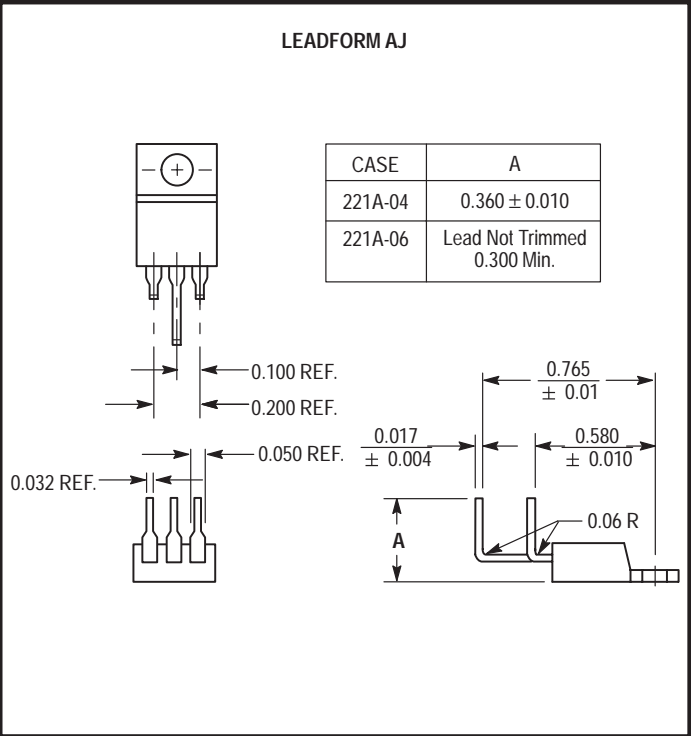 LEADFORM AJ
CASE A
221A-04 0.360 ± 0.010
221A-06 Lead Not Trimmed
0.300 Min.
0.100 REF.
0.200 REF.
0.050 REF.
0.032 REF.
0.765
± 0.01
0.017
± 0.004
0.580
± 0.010
0.06 R
A